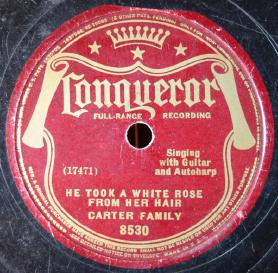 Conqueror
FULL-RANGE RECORDING
Singing
with Guitar
and Autoharp
(17471)
HE TOOK A WHITE ROSE
FROM HER HAIR
CARTER FAMILY
8530